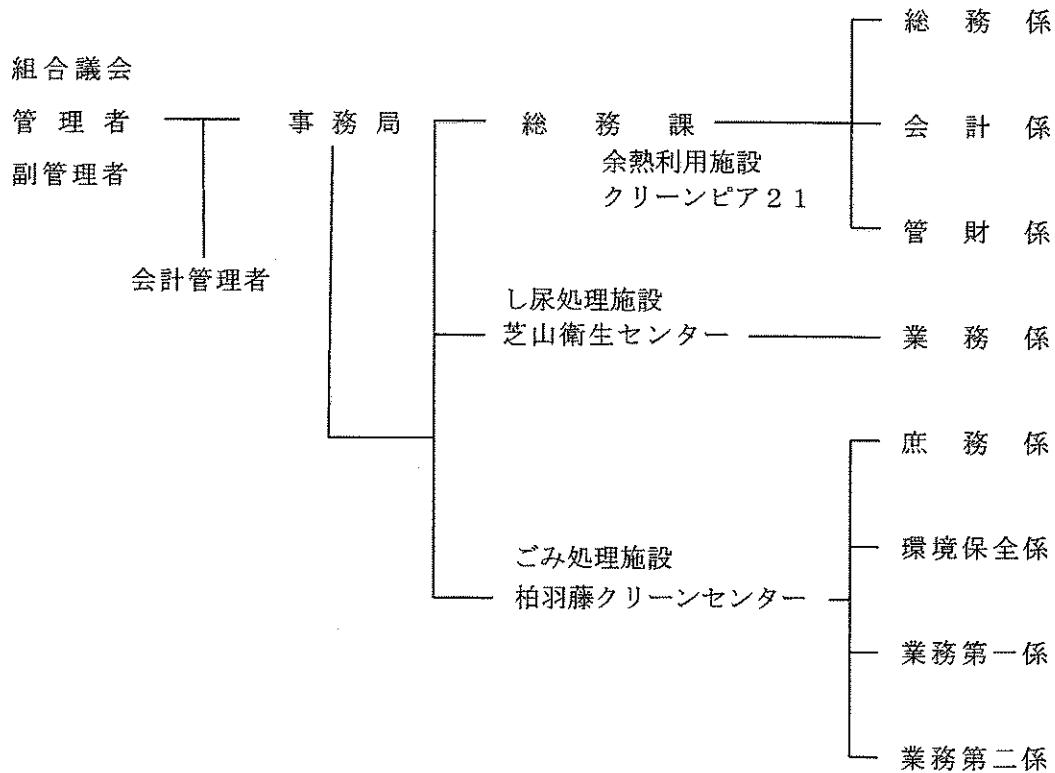 組合議会
管理者
副管理者
会計管理者
事務局
総務課
余熱利用施設
クリーンピア21
総務係
会計係
管財係
し尿処理施設
芝山衛生センター
業務係
ごみ処理施設
柏羽藤クリーンセンター
庶務係
環境保全係
業務第一係
業務第二係